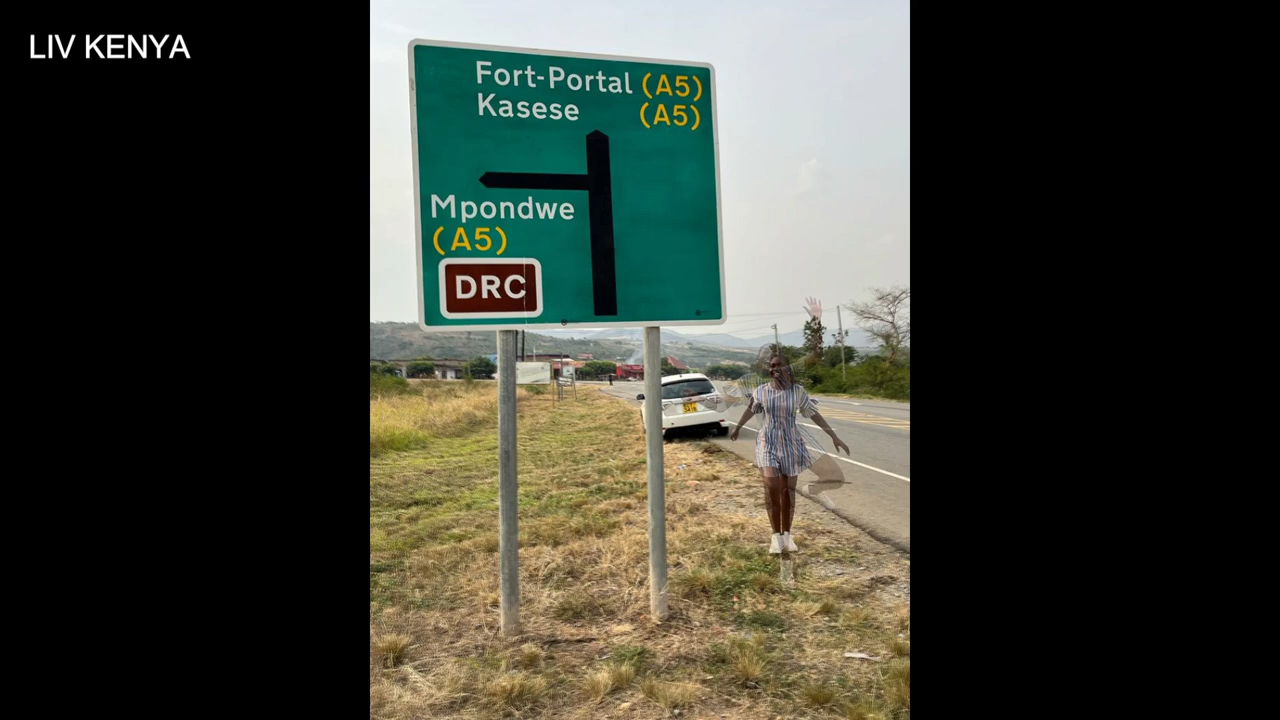 LIV KENYA
Fort-Portal (A5)
Kasese (A5)
Mpondwe
(A5)
DRC